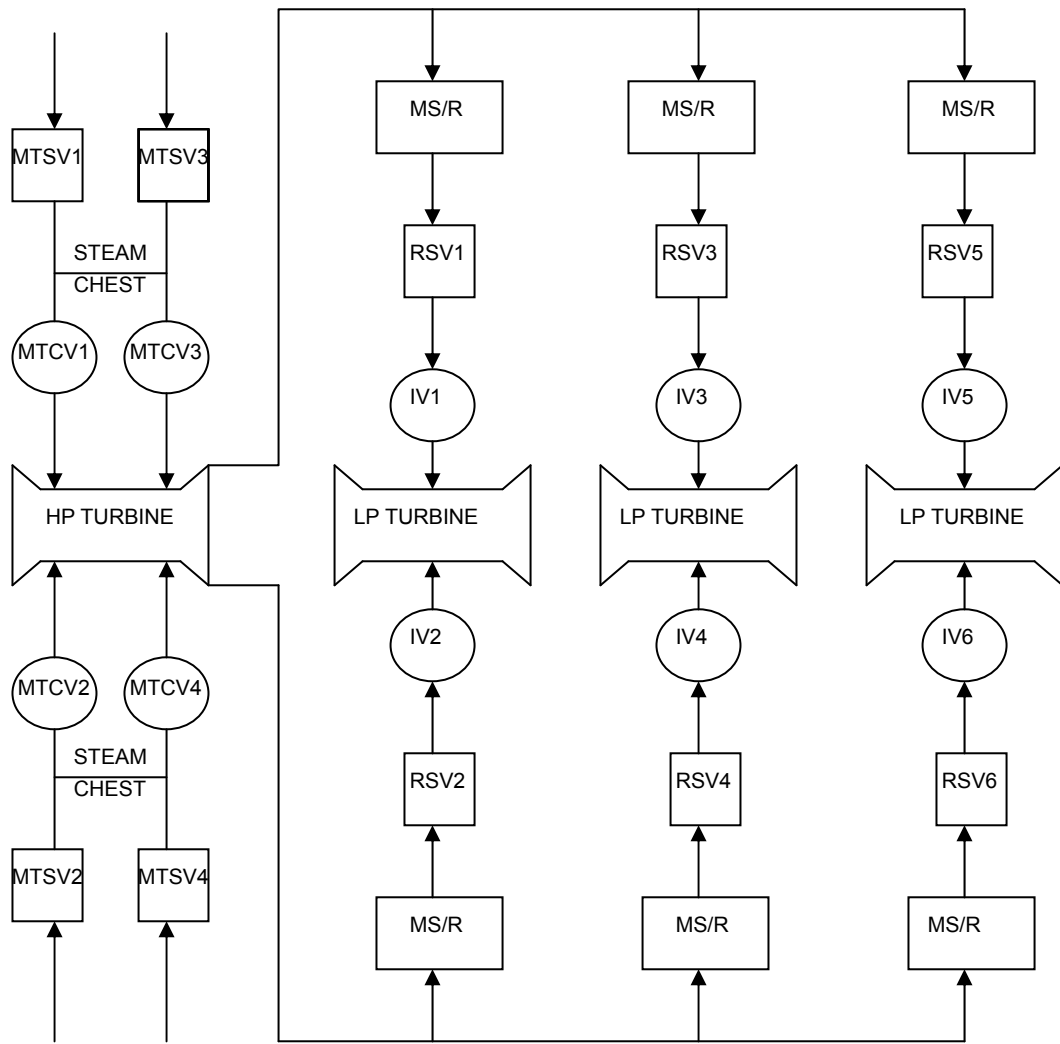 MS/R
MS/R
MS/R
MTSV1
MTSV3
STEAM
CHEST
RSV1
RSV3
RSV5
MTCV1
MTCV3
IV1
IV3
IV5
HP TURBINE
LP TURBINE
LP TURBINE
LP TURBINE
IV2
IV4
IV6
MTCV2
MTCV4
STEAM
CHEST
RSV2
RSV4
RSV6
MTSV2
MTSV4
MS/R
MS/R
MS/R